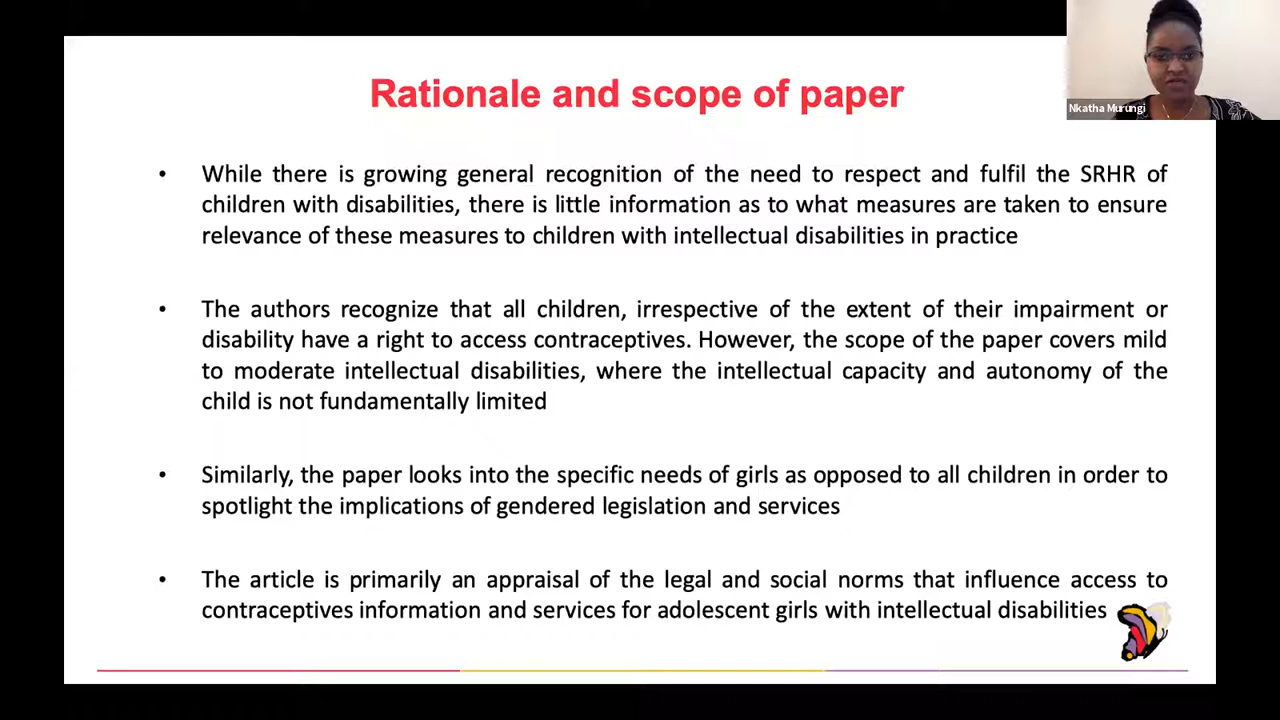 Rationale and scope of paper
Nkatha Murungi
• While there is growing general recognition of the need to respect and fulfil the SRHR of
children with disabilities, there is little information as to what measures are taken to ensure
relevance of these measures to children with intellectual disabilities in practice
• The authors recognize that all children, irrespective of the extent of their impairment or
disability have a right to access contraceptives. However, the scope of the paper covers mild
to moderate intellectual disabilities, where the intellectual capacity and autonomy of the
child is not fundamentally limited
• Similarly, the paper looks into the specific needs of girls as opposed to all children in order to
spotlight the implications of gendered legislation and services
• The article is primarily an appraisal of the legal and social norms that influence access to
contraceptives information and services for adolescent girls with intellectual disabilities